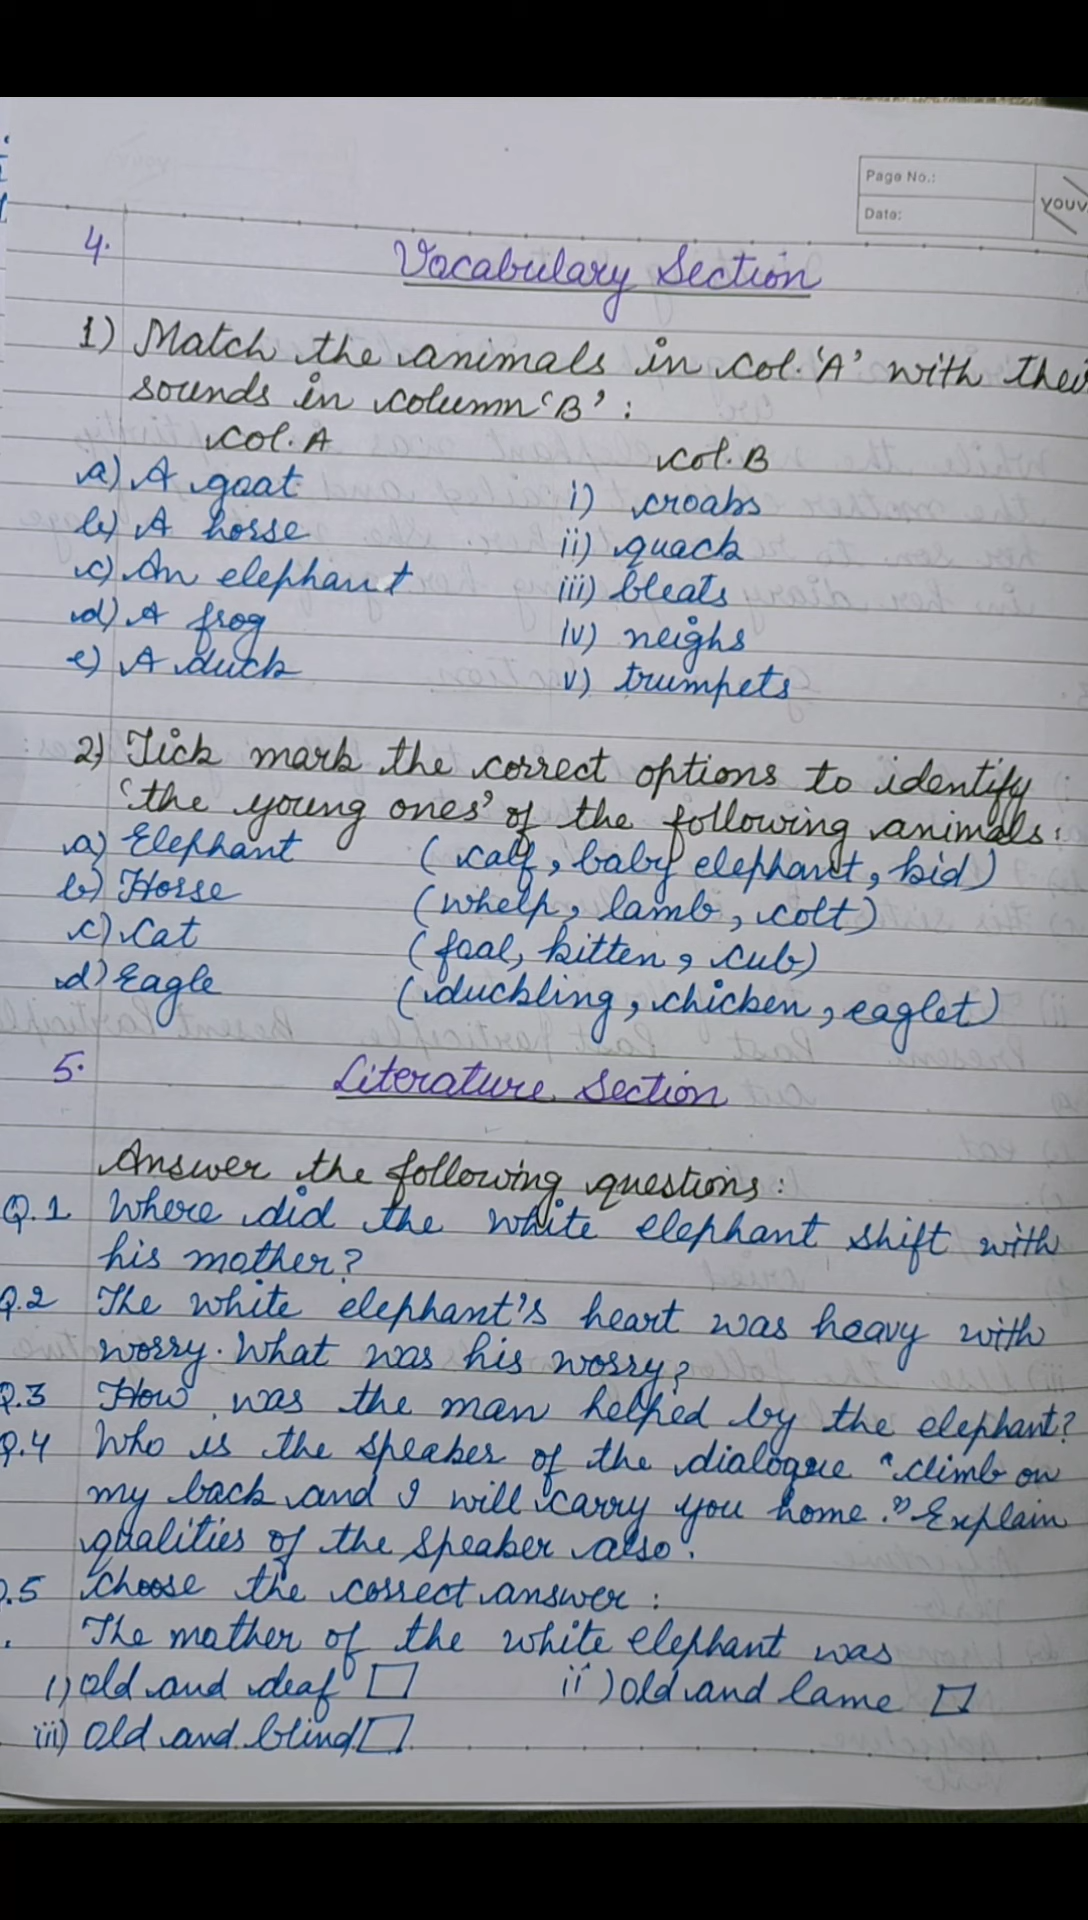 Page No.:
Date:
YOUV
4.
Vocabulary Section
1) Match the animals in col. 'A' with their
sounds in column 'B' :
col. A
col. B
a) A goat
i) croaks
b) A horse
ii) quack
c) An elephant
iii) bleats
d) A frog
iv) neighs
e) A duck
v) trumpets
2) Tick mark the correct options to identify
'the young ones' of the following animals :
a) Elephant (calf, baby elephant, kid)
b) Horse (whelp, lamb, colt)
c) Cat (foal, kitten, cub)
d) Eagle (duckling, chicken, eaglet)
5.
Literature Section
Answer the following questions :
Q.1 Where did the white elephant shift with
his mother?
Q.2 The white elephant's heart was heavy with
worry. What was his worry?
Q.3 How was the man helped by the elephant?
Q.4 Who is the speaker of the dialogue "climb on
my back and I will carry you home." Explain
qualities of the speaker also.
Q.5 Choose the correct answer :
The mother of the white elephant was
i) old and deaf
ii) old and lame
iii) old and blind